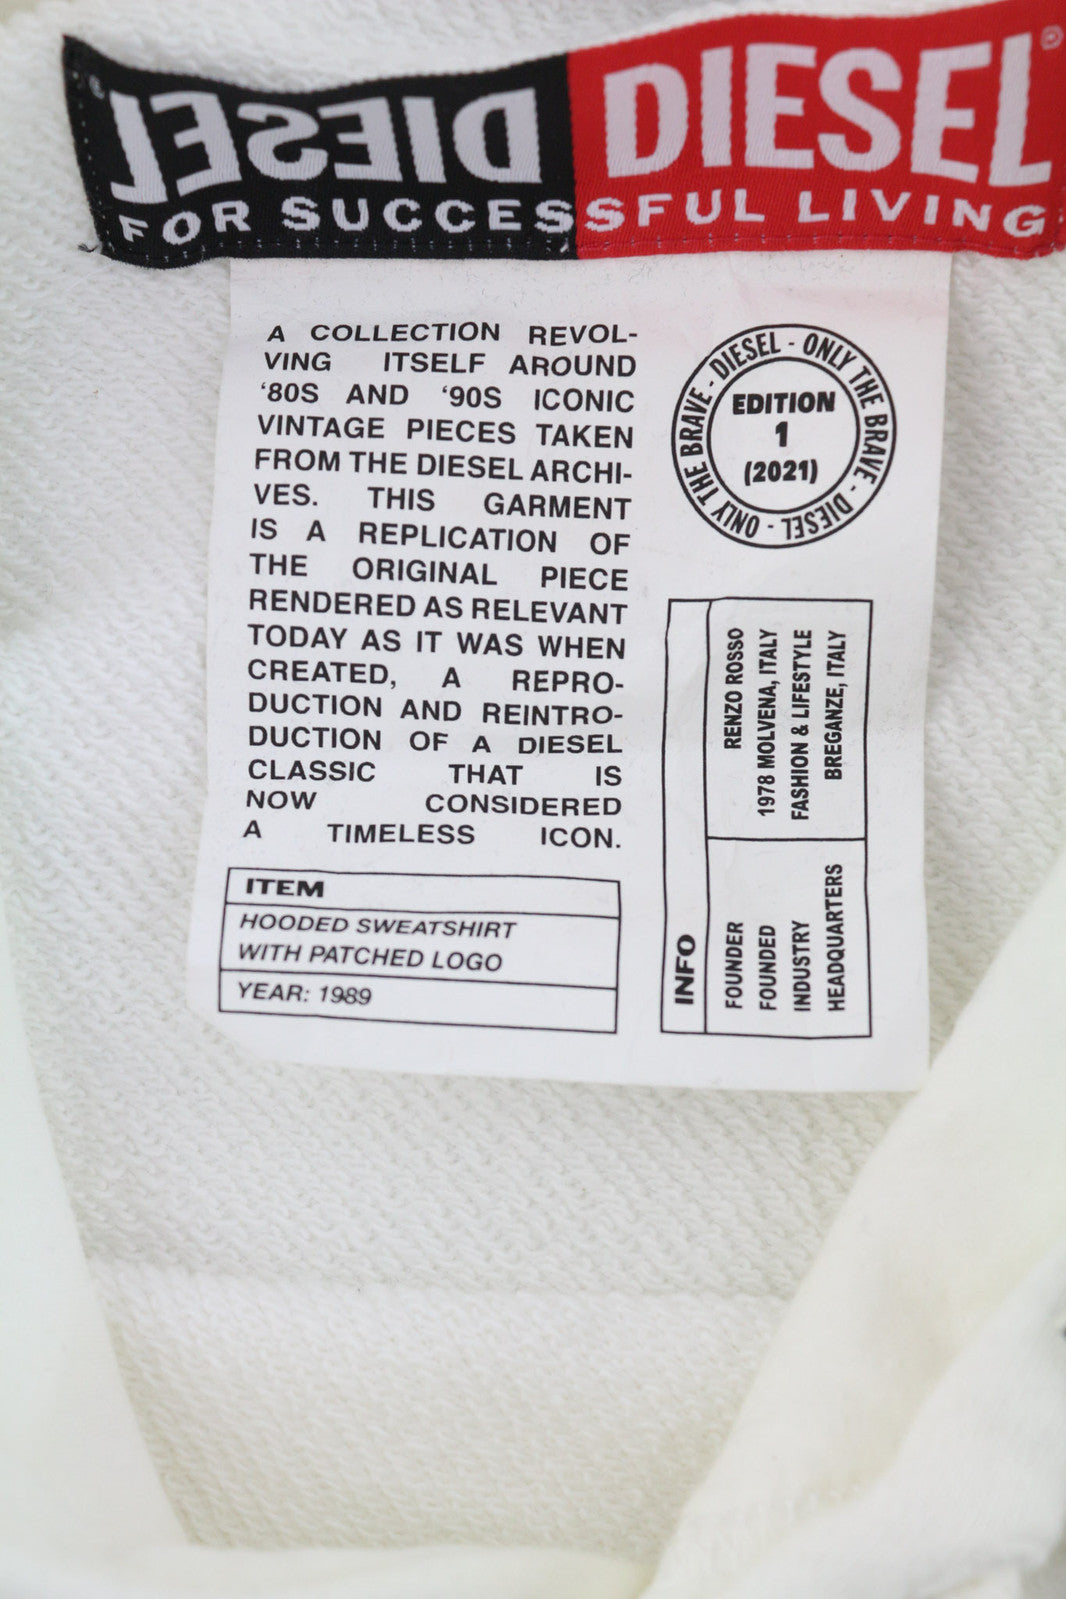 DIESEL DIESEL®
FOR SUCCESSFUL LIVING
A COLLECTION REVOL-
VING ITSELF AROUND
‘80S AND ‘90S ICONIC
VINTAGE PIECES TAKEN
FROM THE DIESEL ARCHI-
VES. THIS GARMENT
IS A REPLICATION OF
THE ORIGINAL PIECE
RENDERED AS RELEVANT
TODAY AS IT WAS WHEN
CREATED, A REPRO-
DUCTION AND REINTRO-
DUCTION OF A DIESEL
CLASSIC THAT IS
NOW CONSIDERED
A TIMELESS ICON.
ITEM
HOODED SWEATSHIRT
WITH PATCHED LOGO
YEAR: 1989
DIESEL - ONLY THE BRAVE - DIESEL - ONLY THE BRAVE -
EDITION
1
(2021)
INFO
FOUNDER RENZO ROSSO
FOUNDED 1978 MOLVENA, ITALY
INDUSTRY FASHION & LIFESTYLE
HEADQUARTERS BREGANZE, ITALY